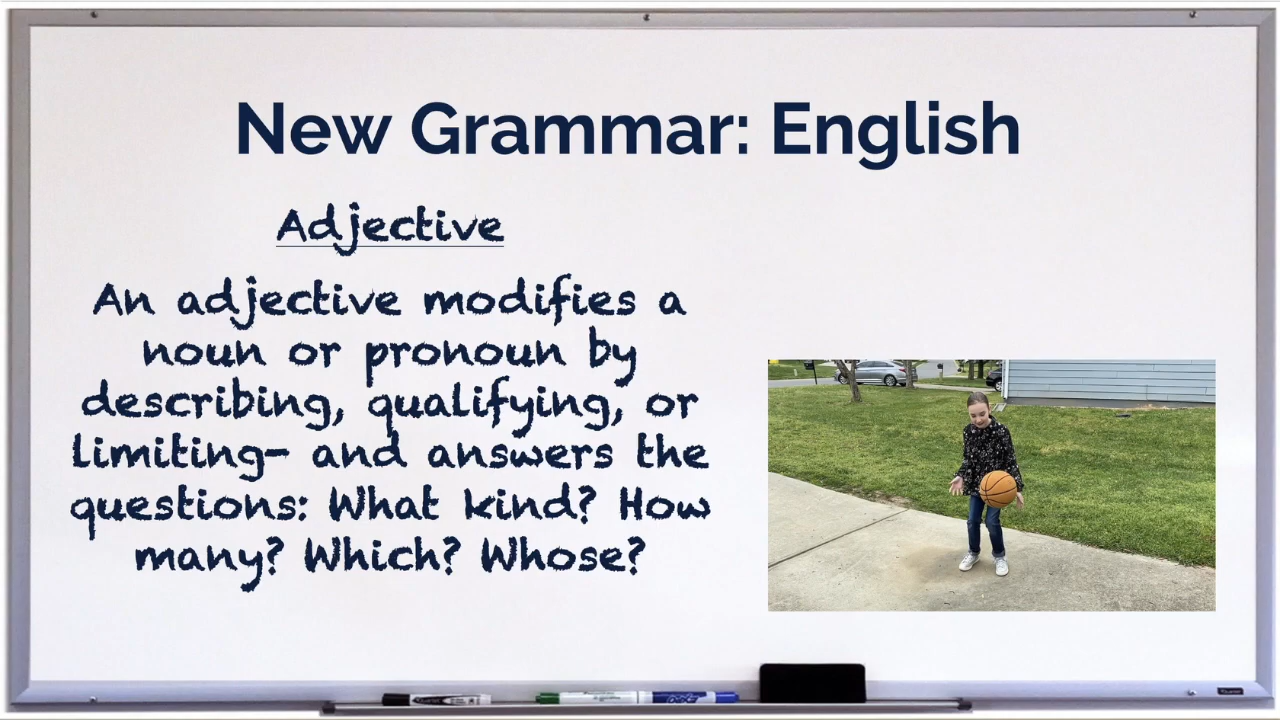 New Grammar: English
Adjective
An adjective modifies a
noun or pronoun by
describing, qualifying, or
limiting- and answers the
questions: What kind? How
many? Which? Whose?